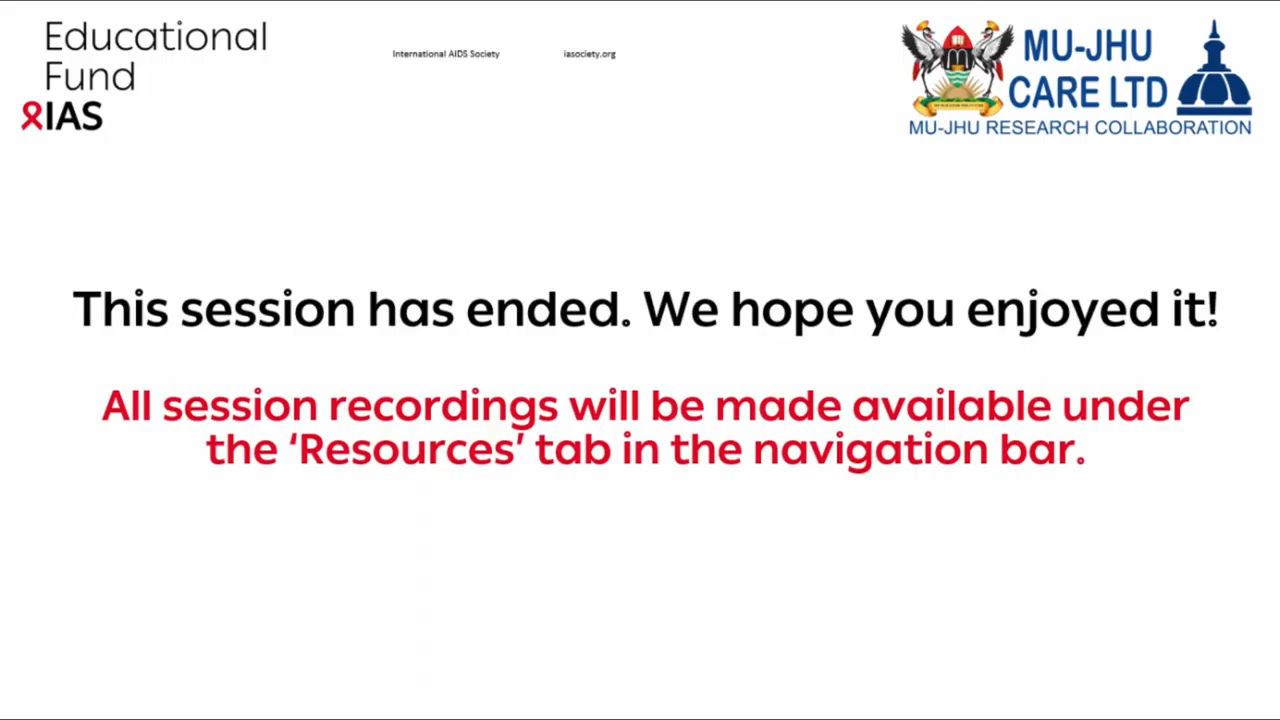 Educational
Fund
IAS
International AIDS Society iasociety.org
MU-JHU
CARE LTD
MU-JHU RESEARCH COLLABORATION
This session has ended. We hope you enjoyed it!
All session recordings will be made available under
the ‘Resources’ tab in the navigation bar.